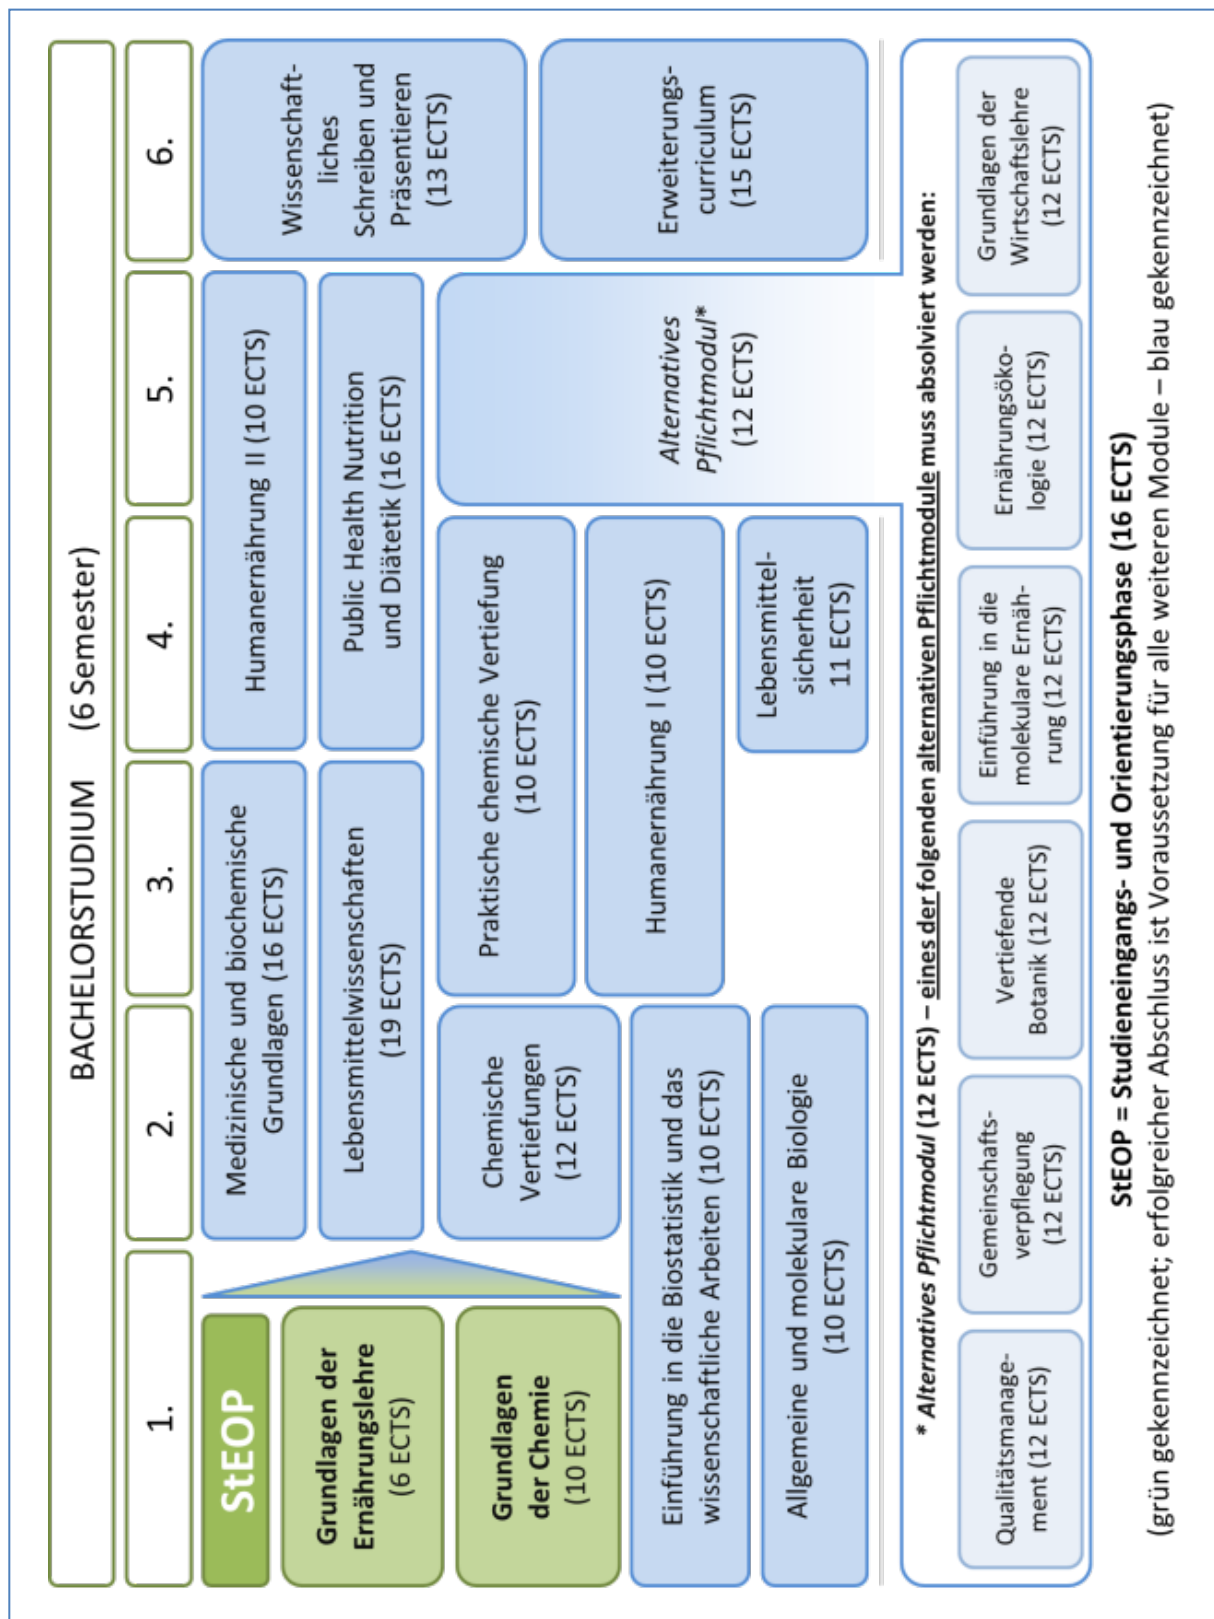 BACHELORSTUDIUM (6 Semester)
1.
2.
3.
4.
5.
6.
StEOP
Grundlagen der
Ernährungslehre
(6 ECTS)
Grundlagen
der Chemie
(10 ECTS)
Einführung in die Biostatistik und das
wissenschaftliche Arbeiten (10 ECTS)
Allgemeine und molekulare Biologie
(10 ECTS)
Medizinische und biochemische
Grundlagen (16 ECTS)
Lebensmittelwissenschaften
(19 ECTS)
Chemische
Vertiefungen
(12 ECTS)
Praktische chemische Vertiefung
(10 ECTS)
Humanernährung I (10 ECTS)
Lebensmittel-
sicherheit
11 ECTS)
Humanernährung II (10 ECTS)
Public Health Nutrition
und Diätetik (16 ECTS)
Alternatives
Pflichtmodul*
(12 ECTS)
Wissenschaft-
liches
Schreiben und
Präsentieren
(13 ECTS)
Erweiterungs-
curriculum
(15 ECTS)
* Alternatives Pflichtmodul (12 ECTS) – eines der folgenden alternativen Pflichtmodule muss absolviert werden:
Qualitätsmanage-
ment (12 ECTS)
Gemeinschafts-
verpflegung
(12 ECTS)
Vertiefende
Botanik (12 ECTS)
Einführung in die
molekulare Ernäh-
rung (12 ECTS)
Ernährungsöko-
logie (12 ECTS)
Grundlagen der
Wirtschaftslehre
(12 ECTS)
StEOP = Studieneingangs- und Orientierungsphase (16 ECTS)
(grün gekennzeichnet; erfolgreicher Abschluss ist Voraussetzung für alle weiteren Module – blau gekennzeichnet)